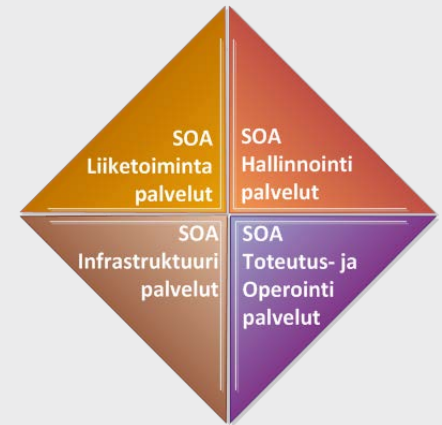 SOA
Liiketoiminta
palvelut
SOA
Hallinnointi
palvelut
SOA
Infrastruktuuri
palvelut
SOA
Toteutus- ja
Operointi
palvelut